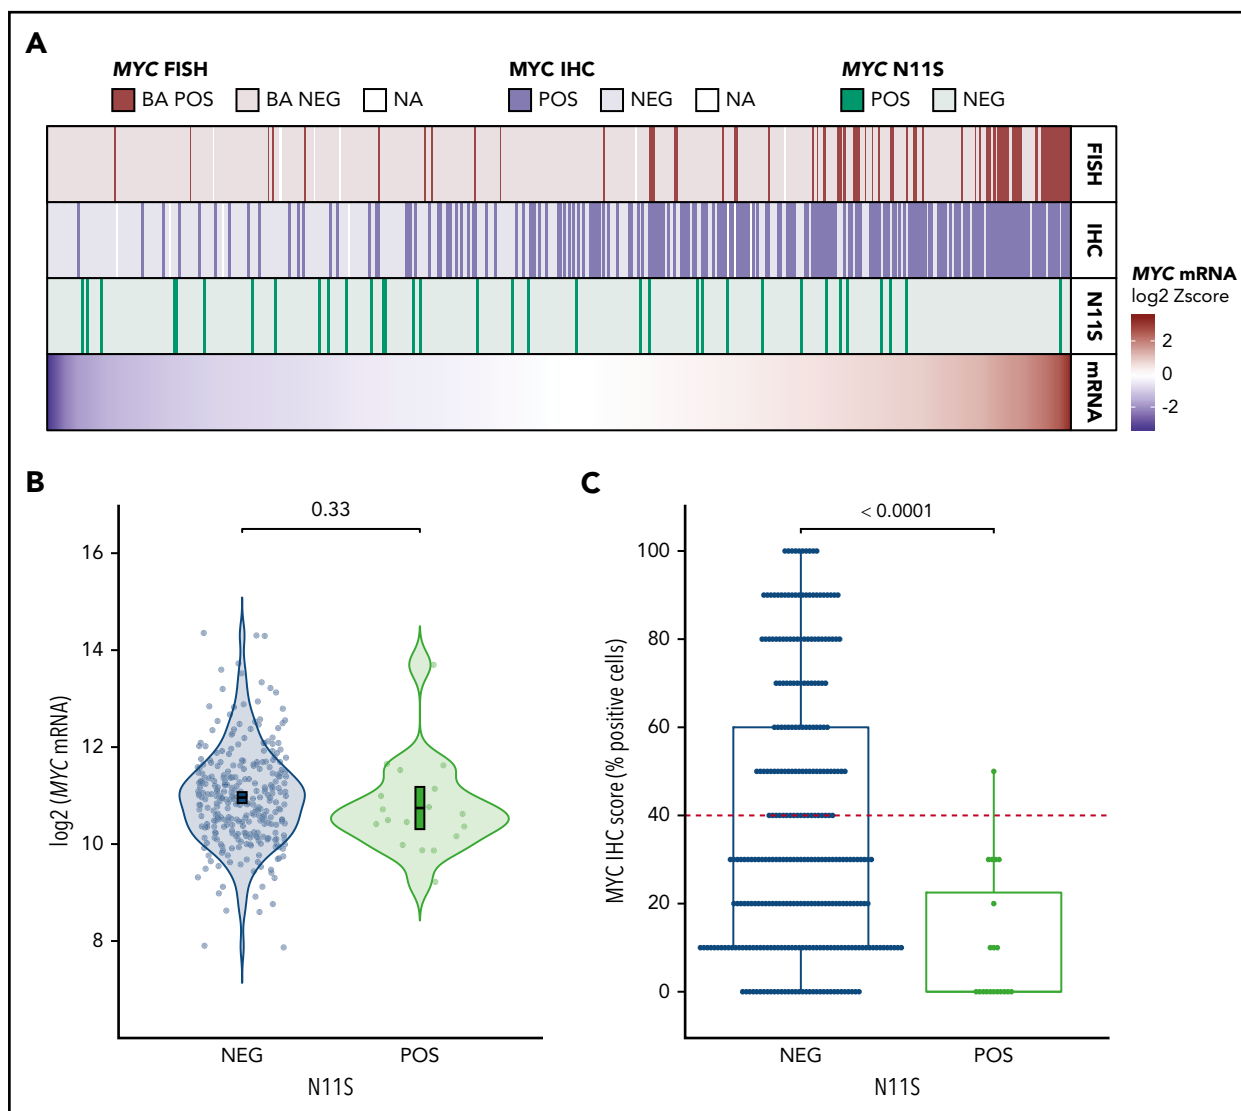 A
MYC FISH
BA POS BA NEG NA
MYC IHC
POS NEG NA
MYC N11S
POS NEG
FISH
IHC
N11S
mRNA
MYC mRNA
log2 Zscore
2
0
-2
B
0.33
16
14
12
10
8
log2 (MYC mRNA)
NEG POS
N11S
C
< 0.0001
100
80
60
40
20
0
MYC IHC score (% positive cells)
NEG POS
N11S